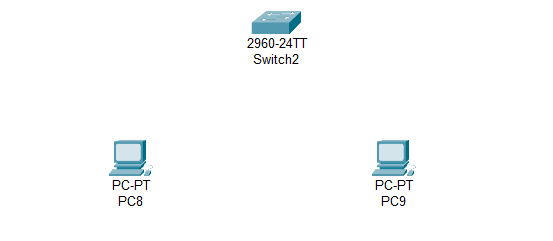 2960-24TT
Switch2
PC-PT
PC8
PC-PT
PC9